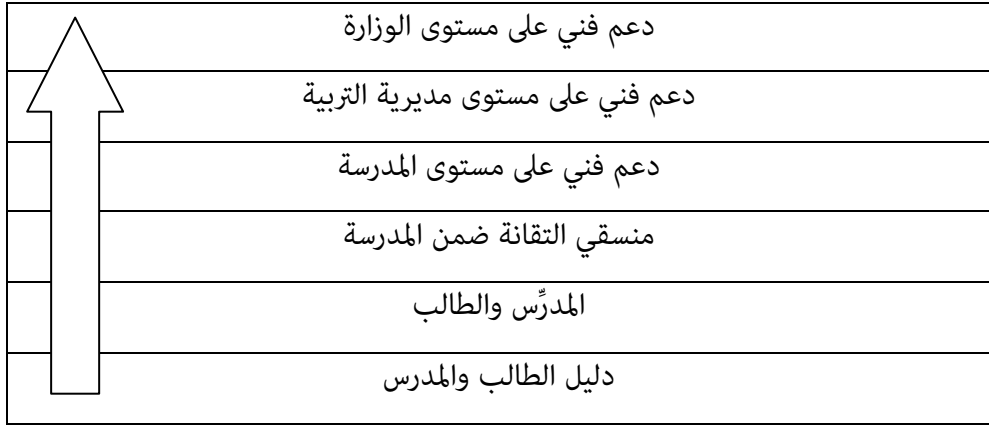 دعم فني على مستوى الوزارة
دعم فني على مستوى مديرية التربية
دعم فني على مستوى المدرسة
منسقي التقانة ضمن المدرسة
المدرِّس والطالب
دليل الطالب والمدرس